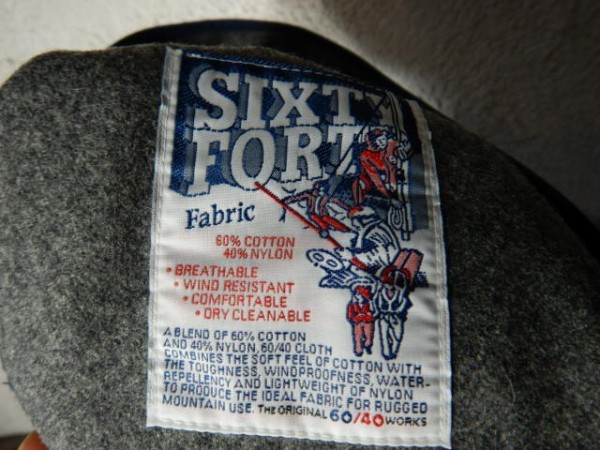 SIXTY
FORTY
Fabric
60% COTTON
40% NYLON
• BREATHABLE
• WIND RESISTANT
• COMFORTABLE
• DRY CLEANABLE
A BLEND OF 60% COTTON
AND 40% NYLON, 60/40 CLOTH
COMBINES THE SOFT FEEL OF COTTON WITH
THE TOUGHNESS, WINDPROOFNESS, WATER-
REPELLENCY AND LIGHTWEIGHT OF NYLON
TO PRODUCE THE IDEAL FABRIC FOR RUGGED
MOUNTAIN USE. THE ORIGINAL 60/40 WORKS